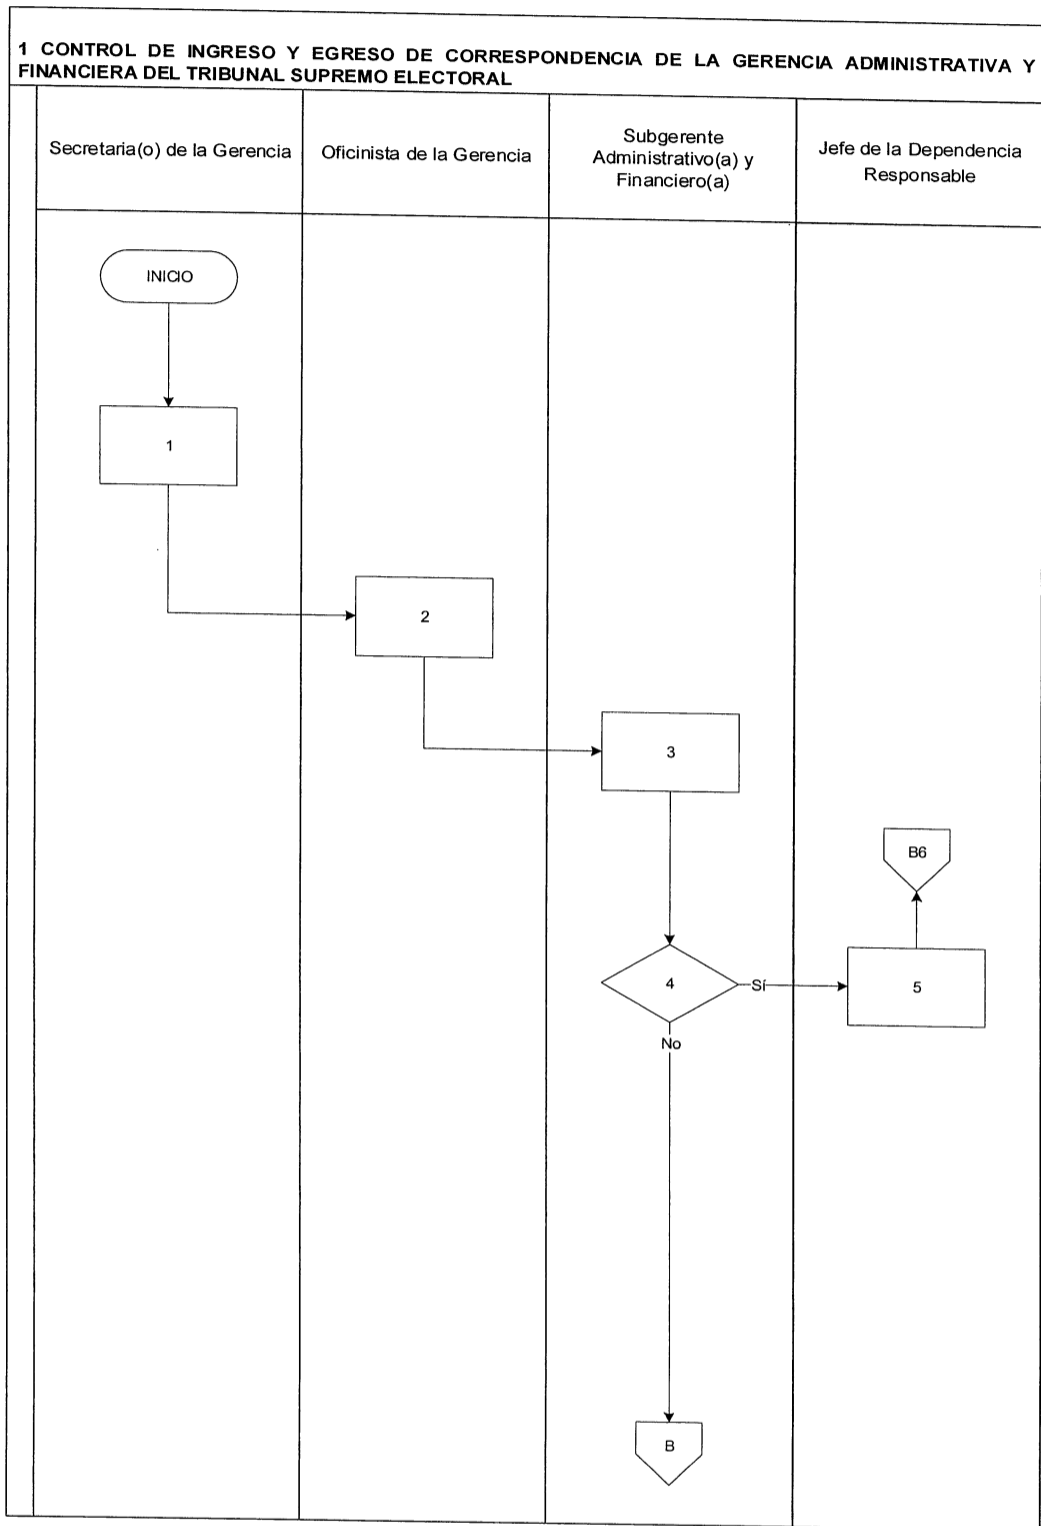 1 CONTROL DE INGRESO Y EGRESO DE CORRESPONDENCIA DE LA GERENCIA ADMINISTRATIVA Y
FINANCIERA DEL TRIBUNAL SUPREMO ELECTORAL
Secretaria(o) de la Gerencia
Oficinista de la Gerencia
Subgerente
Administrativo(a) y
Financiero(a)
Jefe de la Dependencia
Responsable
INICIO
1
2
3
B6
4
Sí
5
No
B